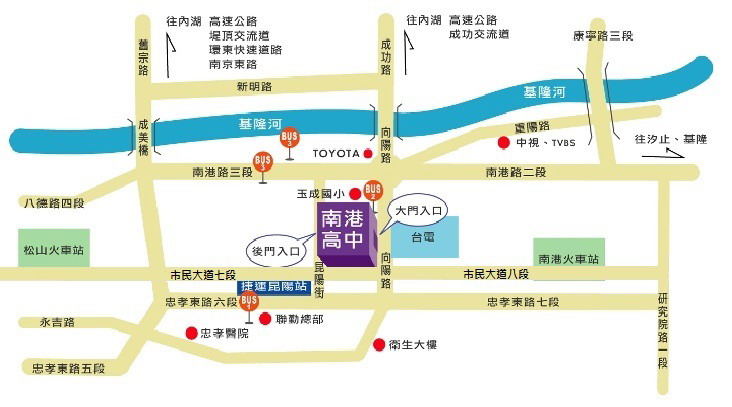 往內湖 高速公路
堤頂交流道
環東快速道路
南京東路
往內湖 高速公路
成功交流道
康寧路三段
舊宗路
成功路
新明路
基隆河
基隆河
成美橋
向陽路
重陽路
BUS
3
TOYOTA
中視、TVBS
往汐止、基隆
BUS
3
南港路三段
南港路二段
八德路四段
玉成國小
BUS
2
大門入口
南港
高中
台電
後門入口
松山火車站
南港火車站
昆陽街
向陽路
市民大道七段
市民大道八段
捷運昆陽站
忠孝東路六段
BUS
1
忠孝東路七段
研究院路一段
永吉路
聯勤總部
忠孝醫院
衛生大樓
忠孝東路五段